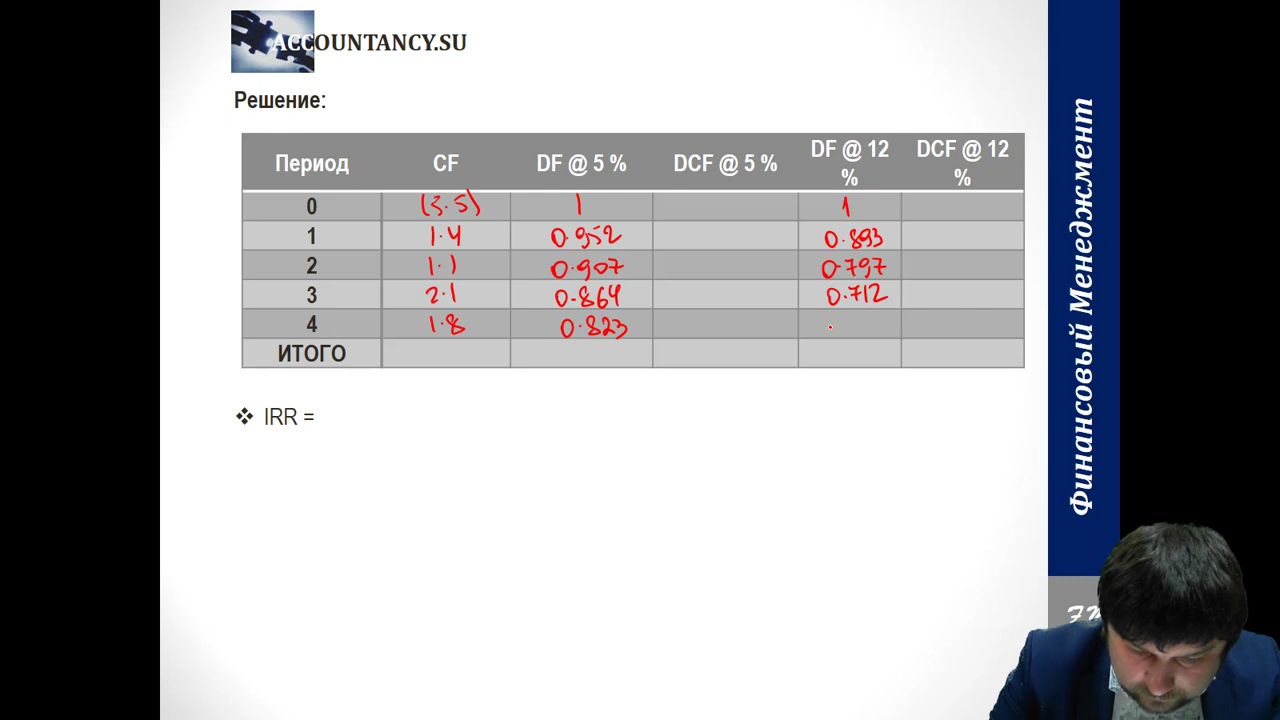 ACCOUNTANCY.SU
Решение:
Период CF DF @ 5 % DCF @ 5 % DF @ 12 % DCF @ 12 %
0 (5.5) 1 1
1 1.4 0.952 0.893
2 1.1 0.907 0.797
3 2.1 0.864 0.712
4 1.8 0.823
ИТОГО
❖ IRR =
Финансовый Менеджмент